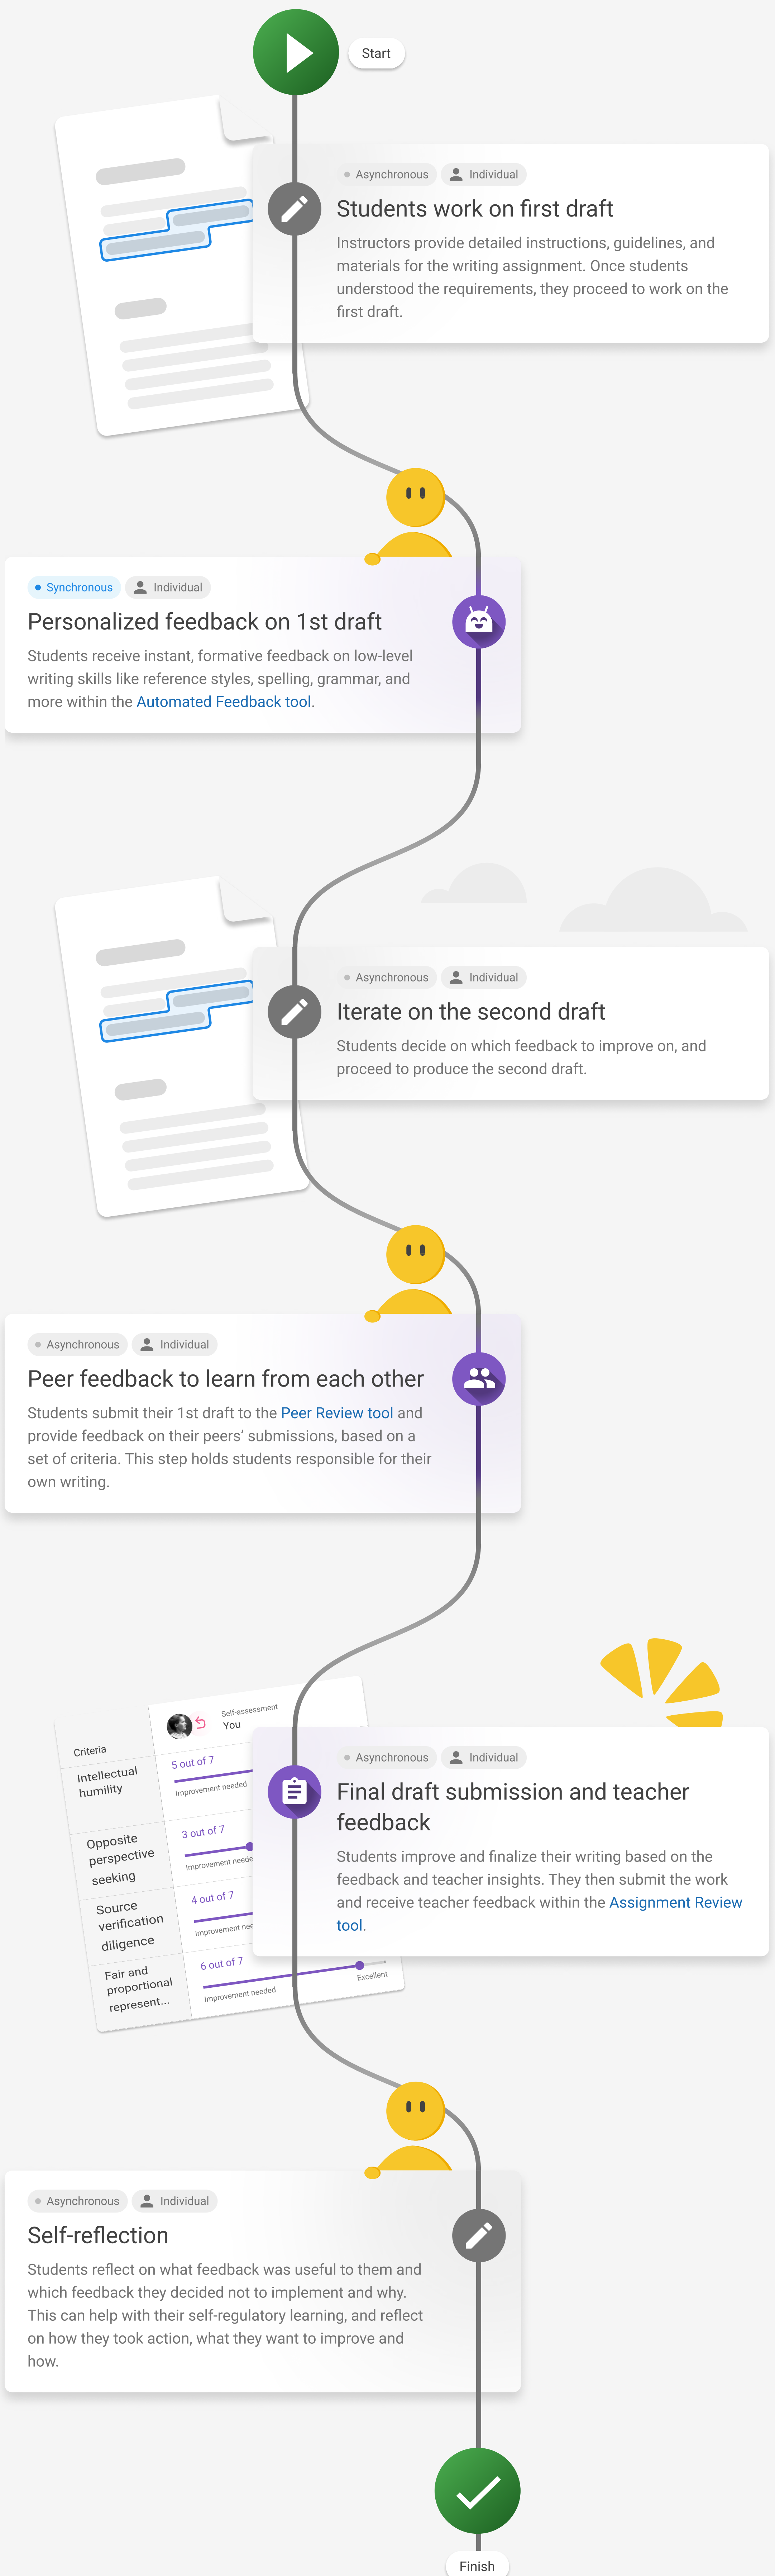 Start
Asynchronous Individual
Students work on first draft
Instructors provide detailed instructions, guidelines, and
materials for the writing assignment. Once students
understood the requirements, they proceed to work on the
first draft.
Synchronous Individual
Personalized feedback on 1st draft
Students receive instant, formative feedback on low-level
writing skills like reference styles, spelling, grammar, and
more within the Automated Feedback tool.
Asynchronous Individual
Iterate on the second draft
Students decide on which feedback to improve on, and
proceed to produce the second draft.
Asynchronous Individual
Peer feedback to learn from each other
Students submit their 1st draft to the Peer Review tool and
provide feedback on their peers’ submissions, based on a
set of criteria. This step holds students responsible for their
own writing.
Criteria
Self-assessment
You
Intellectual
humility
5 out of 7
Improvement needed
Opposite
perspective
seeking
3 out of 7
Improvement neede
Source
verification
diligence
4 out of 7
Improvement nee
Fair and
proportional
represent...
6 out of 7
Improvement needed
Excellent
Asynchronous Individual
Final draft submission and teacher
feedback
Students improve and finalize their writing based on the
feedback and teacher insights. They then submit the work
and receive teacher feedback within the Assignment Review
tool.
Asynchronous Individual
Self-reflection
Students reflect on what feedback was useful to them and
which feedback they decided not to implement and why.
This can help with their self-regulatory learning, and reflect
on how they took action, what they want to improve and
how.
Finish